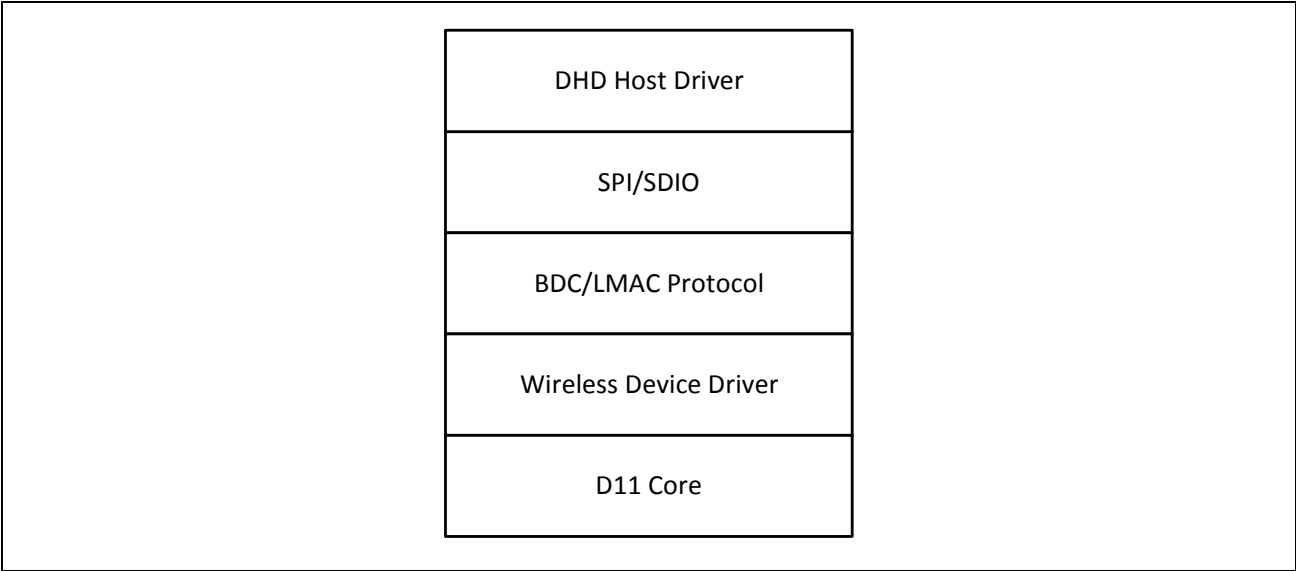 DHD Host Driver
SPI/SDIO
BDC/LMAC Protocol
Wireless Device Driver
D11 Core